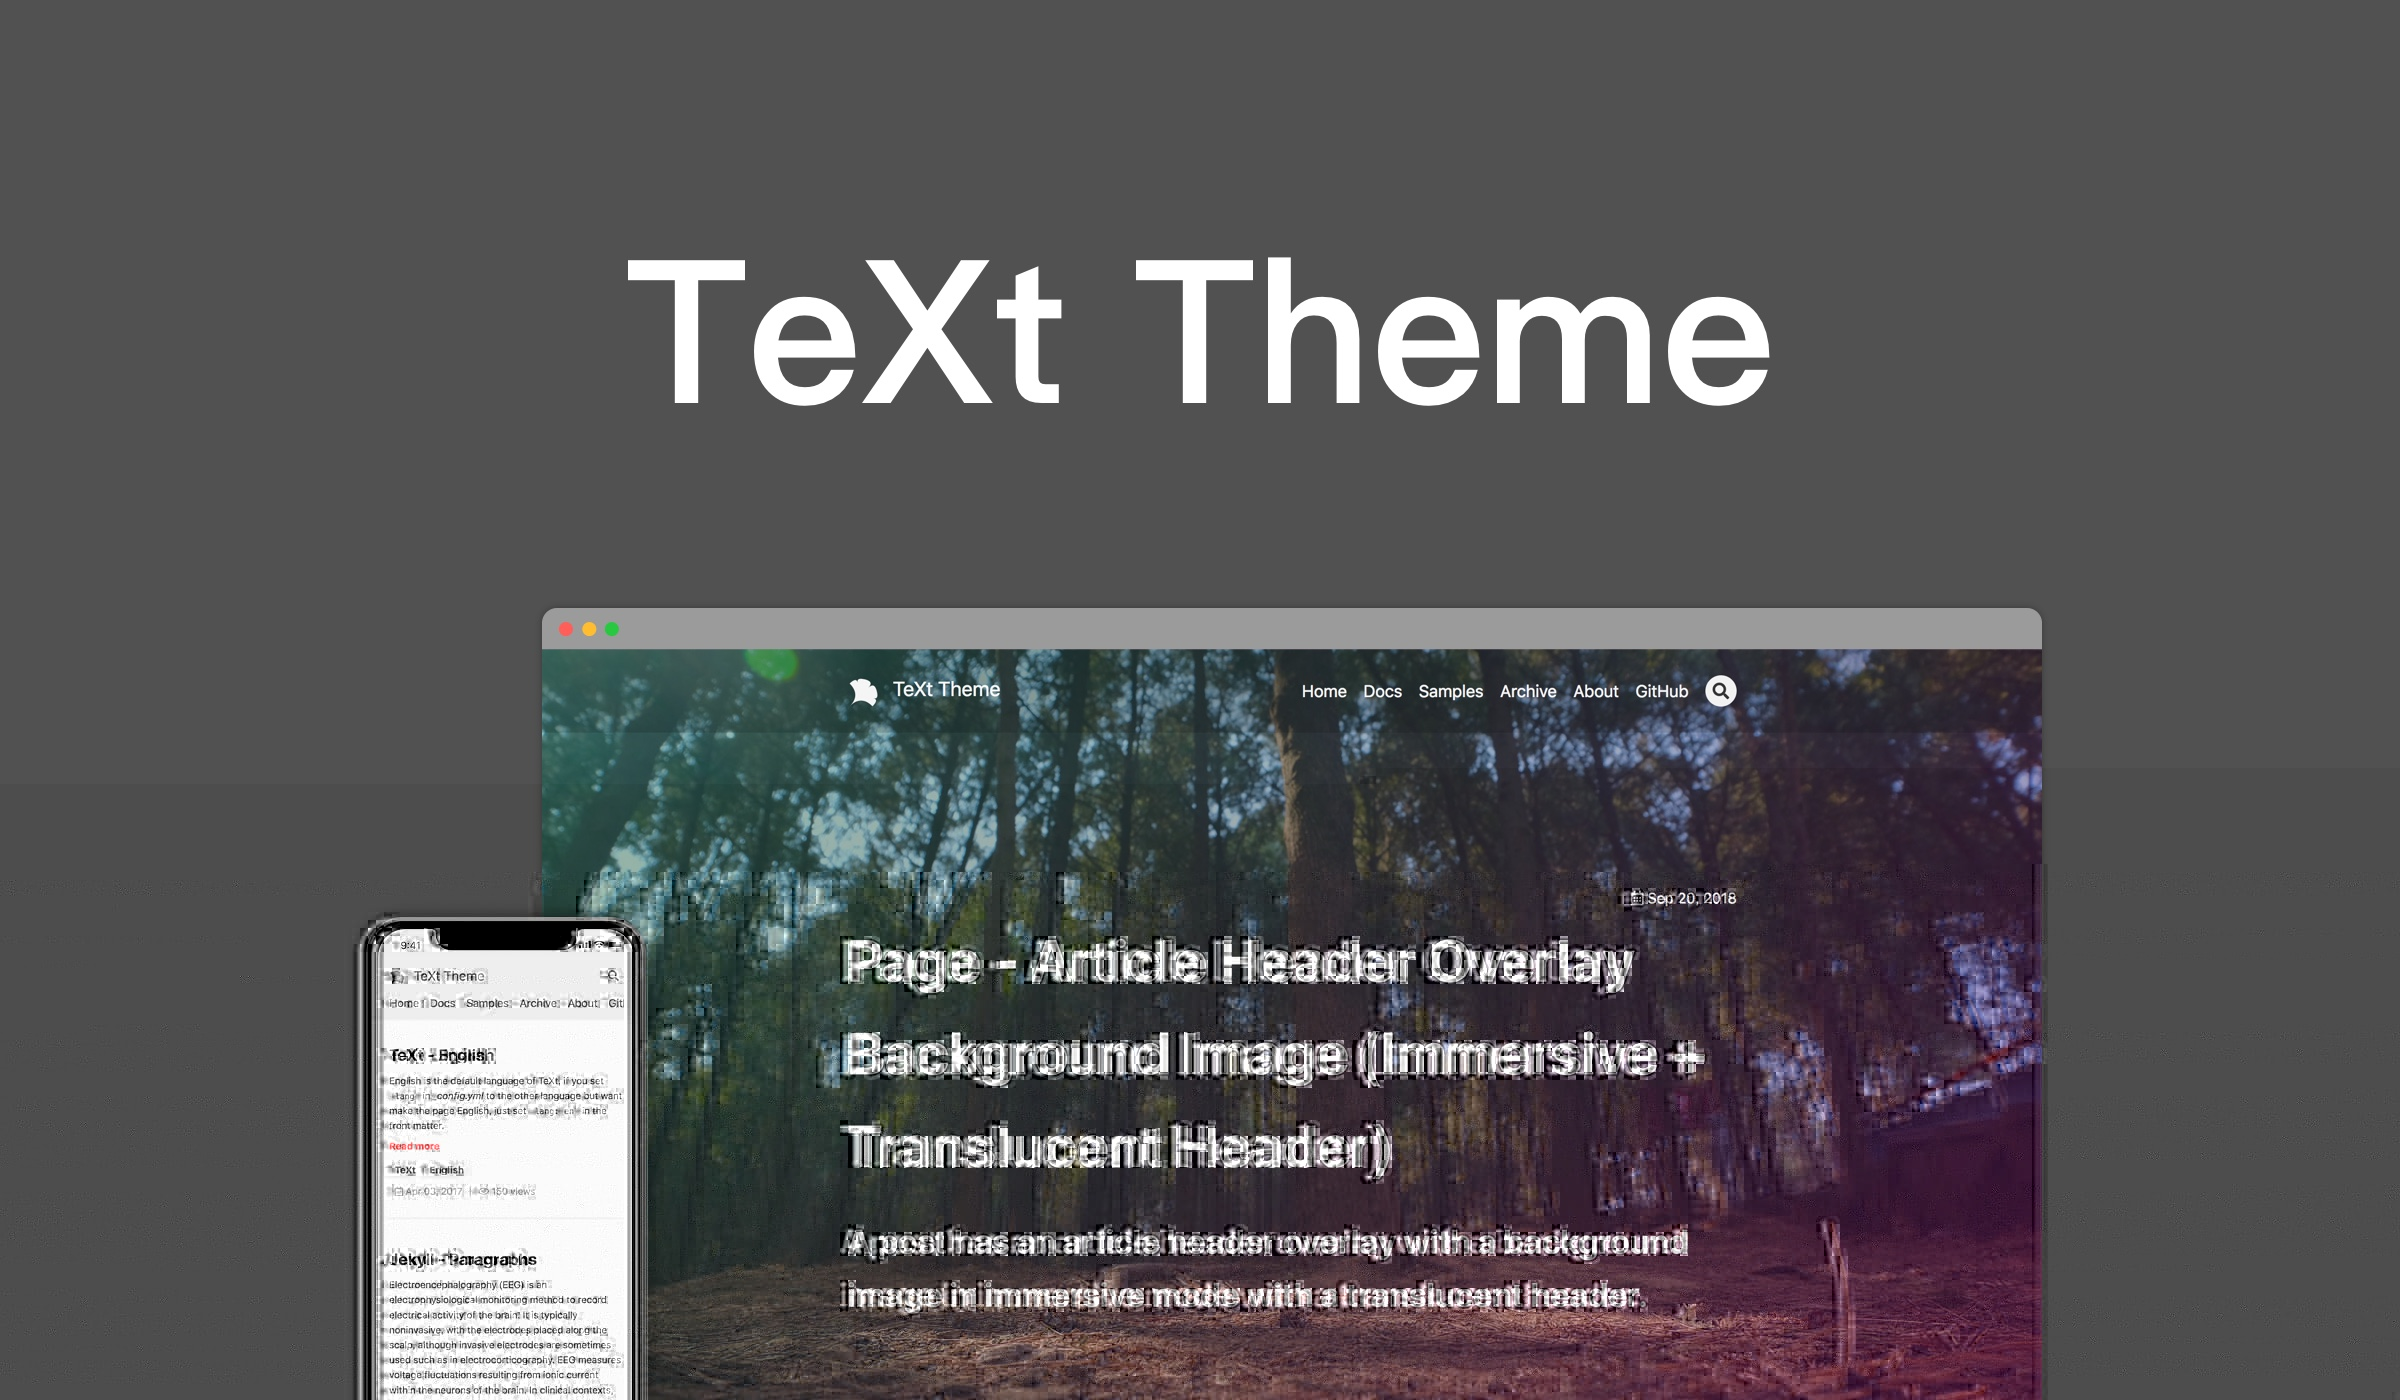 TeXt Theme
TeXt Theme
Home Docs Samples Archive About GitHub
Sep 20, 2018
Page - Article Header Overlay
Background Image (Immersive +
Translucent Header)
A post has an article header overlay with a background
image in immersive mode with a translucent header.
9:41
TeXt Theme
Home Docs Samples Archive About Git
TeXt - English
English is the default language of TeXt, if you set
lang in _config.yml to the other language but want
make the page English, just set lang: en in the
front matter.
Read more
TeXt English
Apr 03, 2017 150 views
Jekyll - Paragraphs
Electroencephalography (EEG) is an
electrophysiological monitoring method to record
electrical activity of the brain. It is typically
noninvasive, with the electrodes placed along the
scalp, although invasive electrodes are sometimes
used such as in electrocorticography. EEG measures
voltage fluctuations resulting from ionic current
within the neurons of the brain. In clinical contexts,